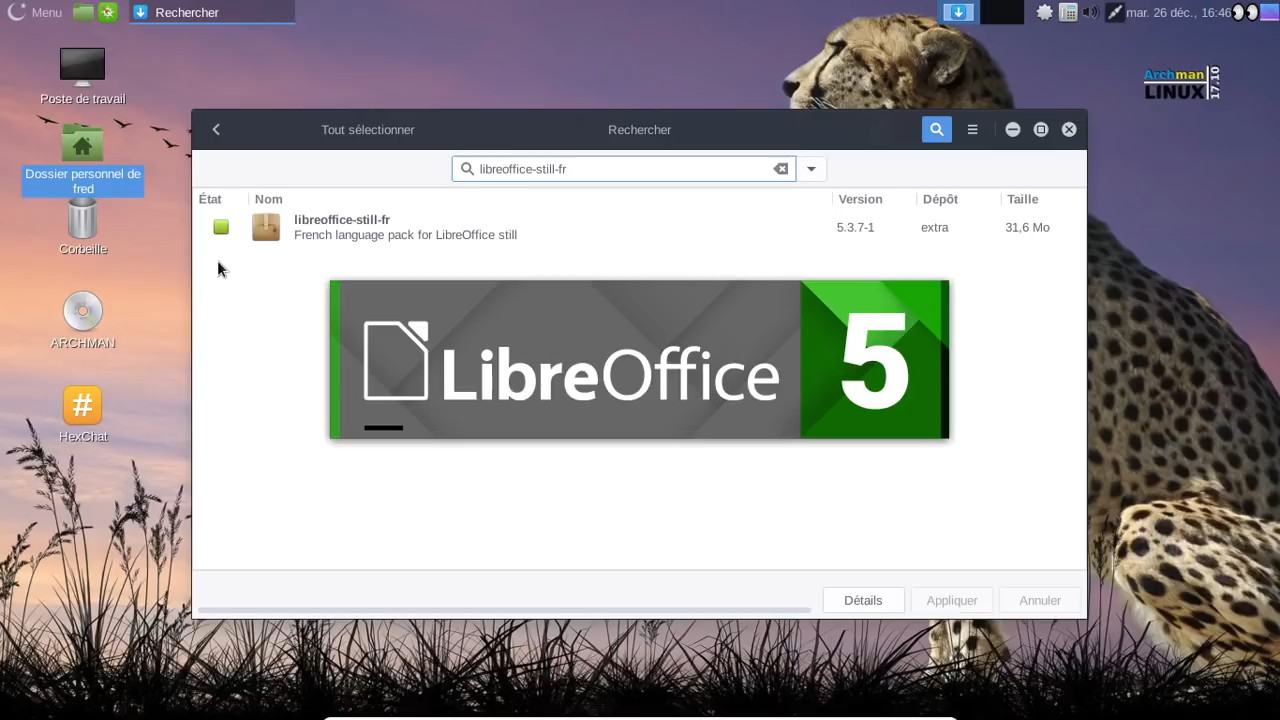 Menu
Rechercher
mar. 26 déc., 16:46
Poste de travail
Dossier personnel de
fred
Corbeille
ARCHMAN
#
HexChat
Archman
LINUX
17.10
Tout sélectionner
Rechercher
libreoffice-still-fr
État
Nom
Version
Dépôt
Taille
libreoffice-still-fr
French language pack for LibreOffice still
5.3.7-1
extra
31,6 Mo
LibreOffice
5
Détails
Appliquer
Annuler